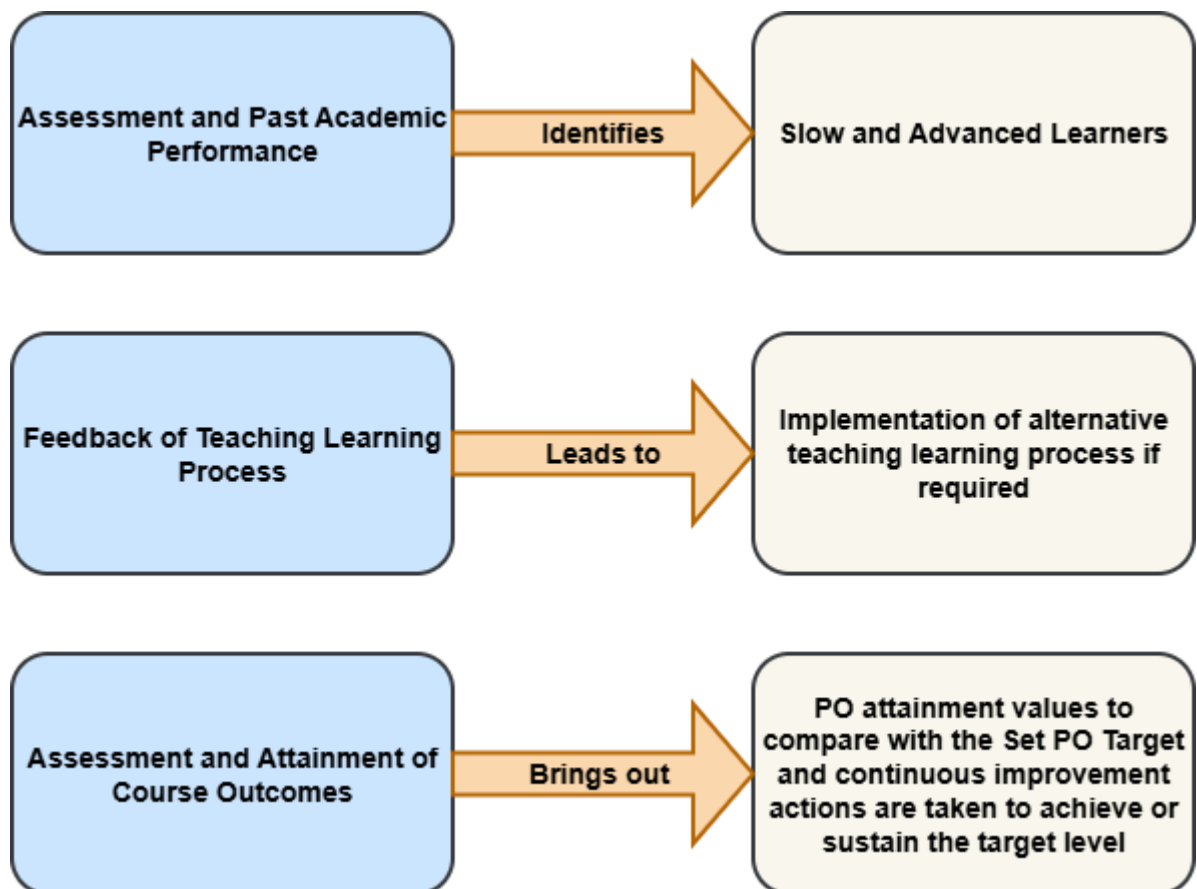 Assessment and Past Academic
Performance
Identifies
Slow and Advanced Learners
Feedback of Teaching Learning
Process
Leads to
Implementation of alternative
teaching learning process if
required
Assessment and Attainment of
Course Outcomes
Brings out
PO attainment values to
compare with the Set PO Target
and continuous improvement
actions are taken to achieve or
sustain the target level